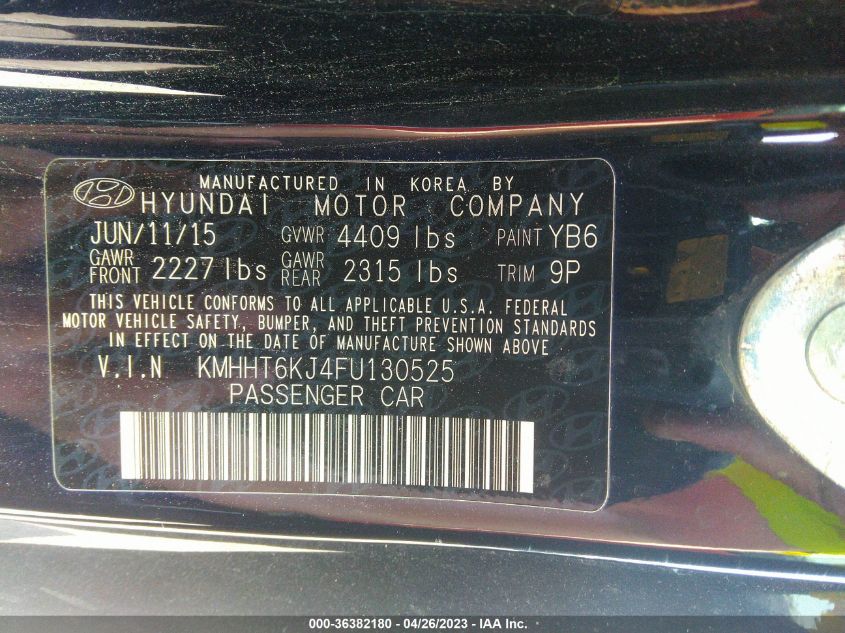 MANUFACTURED IN KOREA BY
HYUNDAI MOTOR COMPANY
JUN/11/15 GVWR 4409 lbs PAINT YB6
GAWR FRONT 2227 lbs GAWR REAR 2315 lbs TRIM 9P
THIS VEHICLE CONFORMS TO ALL APPLICABLE U.S.A. FEDERAL
MOTOR VEHICLE SAFETY, BUMPER, AND THEFT PREVENTION STANDARDS
IN EFFECT ON THE DATE OF MANUFACTURE SHOWN ABOVE
V.I.N KMHHT6KJ4FU130525
PASSENGER CAR
000-36382180 - 04/26/2023 - IAA Inc.